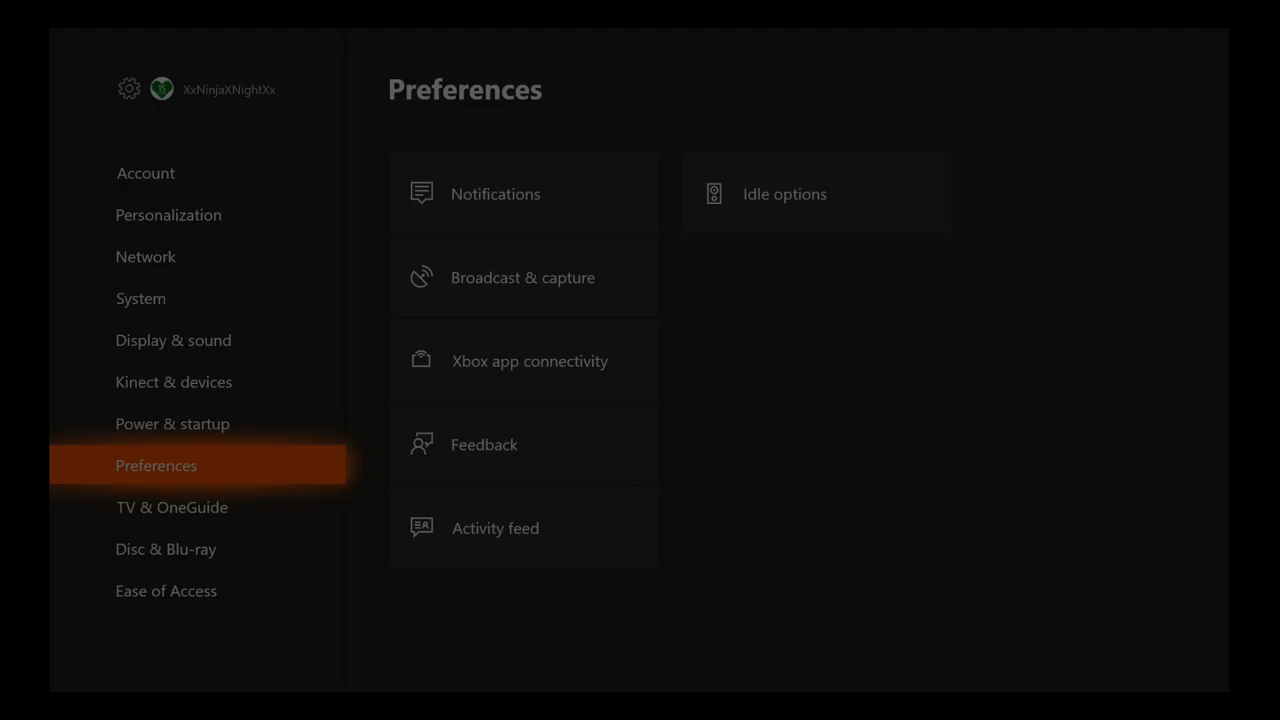 15
XxNinjaXNightXx
Account
Personalization
Network
System
Display & sound
Kinect & devices
Power & startup
Preferences
TV & OneGuide
Disc & Blu-ray
Ease of Access
Preferences
Notifications
Broadcast & capture
Xbox app connectivity
Feedback
Activity feed
Idle options